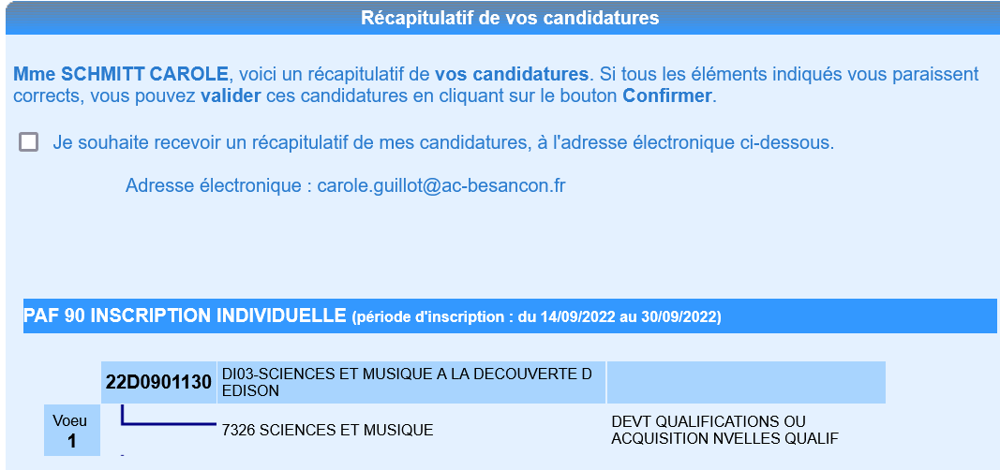 Récapitulatif de vos candidatures
Mme SCHMITT CAROLE, voici un récapitulatif de vos candidatures. Si tous les éléments indiqués vous paraissent
corrects, vous pouvez valider ces candidatures en cliquant sur le bouton Confirmer.
Je souhaite recevoir un récapitulatif de mes candidatures, à l'adresse électronique ci-dessous.
Adresse électronique : carole.guillot@ac-besancon.fr
PAF 90 INSCRIPTION INDIVIDUELLE (période d'inscription : du 14/09/2022 au 30/09/2022)
22D0901130 DI03-SCIENCES ET MUSIQUE A LA DECOUVERTE D
EDISON
Voeu
1
7326 SCIENCES ET MUSIQUE
DEVT QUALIFICATIONS OU
ACQUISITION NVELLES QUALIF